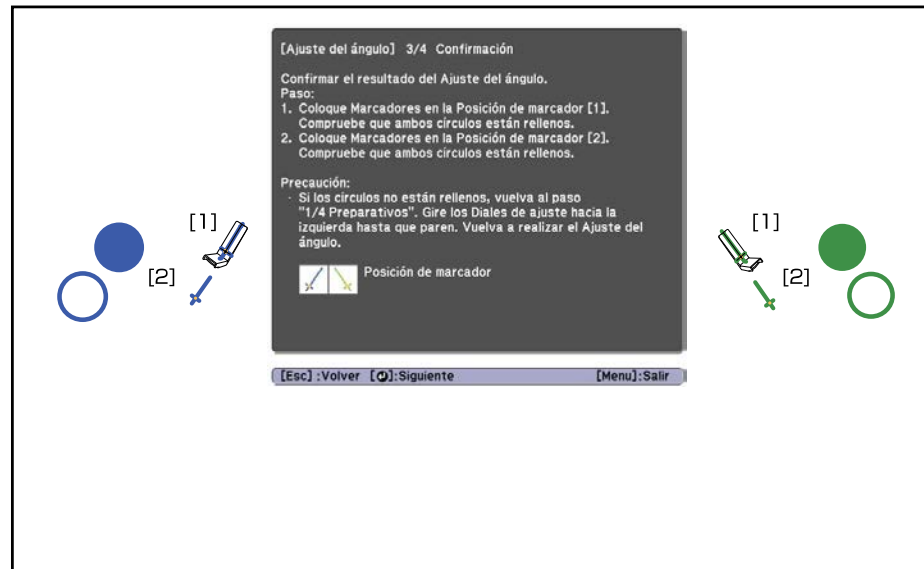 [Ajuste del ángulo] 3/4 Confirmación
Confirmar el resultado del Ajuste del ángulo.
Paso:
1. Coloque Marcadores en la Posición de marcador [1].
Compruebe que ambos círculos están rellenos.
2. Coloque Marcadores en la Posición de marcador [2].
Compruebe que ambos círculos están rellenos.
Precaución:
· Si los circulos no están rellenos, vuelva al paso
"1/4 Preparativos". Gire los Diales de ajuste hacia la
izquierda hasta que paren. Vuelva a realizar el Ajuste del
ángulo.
Posición de marcador
[1]
[2]
[1]
[2]
[Esc] :Volver [⏎]:Siguiente [Menu]:Salir